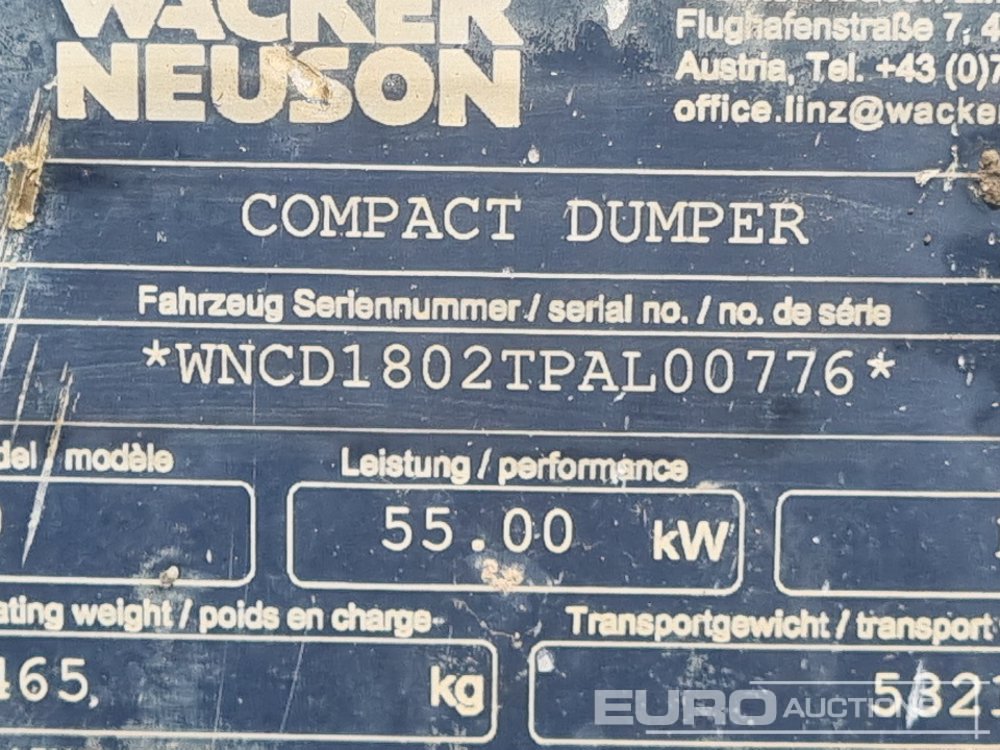 WACKER
NEUSON
Flughafenstraße 7, 4
Austria, Tel. +43 (0)7
office.linz@wacke
COMPACT DUMPER
Fahrzeug Seriennummer / serial no. / no. de série
*WNCD1802TPAL00776*
del / modèle
Leistung / performance
55.00 kW
ating weight / poids en charge
Transportgewicht / transport
465, kg
5821
EURO AUCTIONS